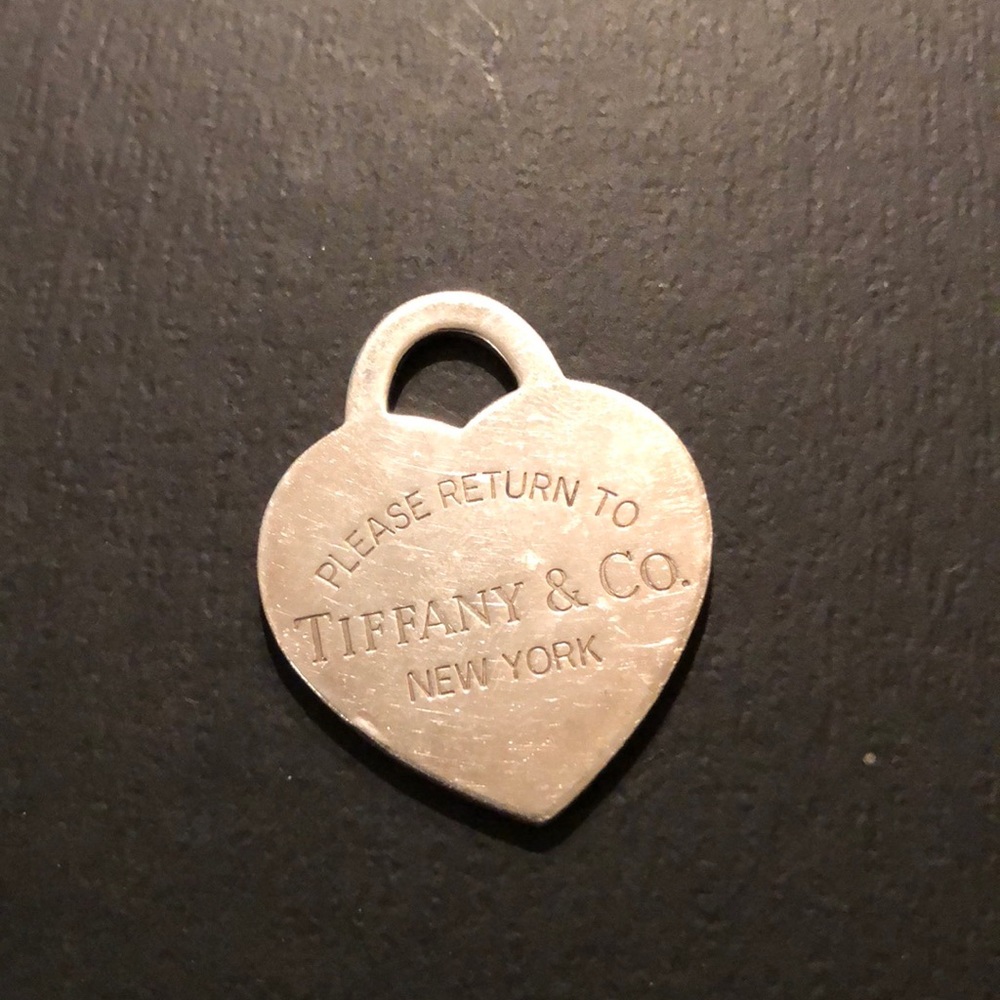 PLEASE RETURN TO
TIFFANY & CO.
NEW YORK